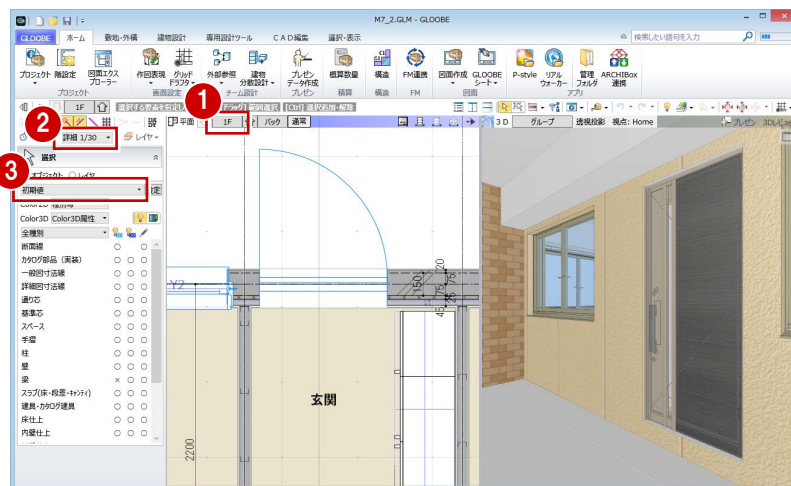 M7_2.GLM - GLOOBE
GLOOBE ホーム 敷地・外構 建物設計 専用設計ツール CAD編集 選択・表示
検索したい語句を入力
プロジェクト 階設定 図面エクスプローラー 作図表現 グリッドドラフタ 外部参照 建物分散設計 プレゼンデータ作成 概算数量 構造 FM連携 図面作成 GLOOBEシート P-style リアルウォーカー 管理フォルダ ARCHIBox連携
プロジェクト 画面設定 チーム設計 プレゼン 積算 構造 FM 図面 アプリ
1F 選択する要素を指定し [ドラッグ]範囲選択 [Ctrl] 選択追加・解除
1
2
3
詳細 1/30 レイヤ
平面 1F バック 通常
3D グループ 透視投影 視点: Home プレゼン 3Dレビュー
選択
オブジェクト レイヤ
初期値 設定
Color2D 種別毎
Color3D Color3D属性
全種別
断面線 ○ ○
カタログ部品（実装） ○ ○ ○
一般図寸法線 ○ ○ ○
詳細図寸法線 ○ ○ ○
通り芯 ○ ○ ○
基準芯 ○ ○ ○
スペース ○ ○ ○
手摺 ○ ○ ○
柱 ○ ○ ○
壁 ○ ○ ○
梁 × ○ ○
スラブ(床・段差・キャンティ) ○ ○ ○
建具・カタログ建具 ○ ○ ○
床仕上 ○ ○ ○
内壁仕上 ○ ○ ○
Y2
150
75
75
20
25
45
玄関
2200